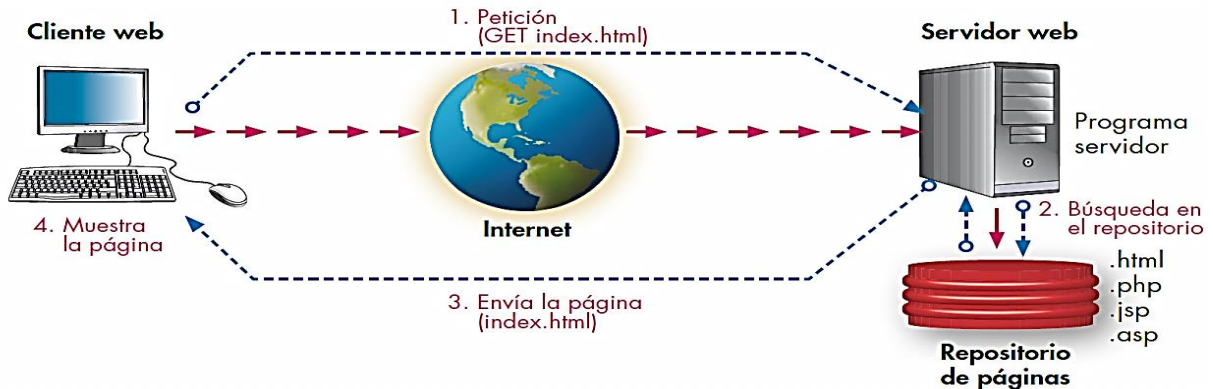 Cliente web
1. Petición
(GET index.html)
Servidor web
Programa
servidor
Internet
4. Muestra
la página
2. Búsqueda en
el repositorio
.html
.php
.jsp
.asp
3. Envía la página
(index.html)
Repositorio
de páginas